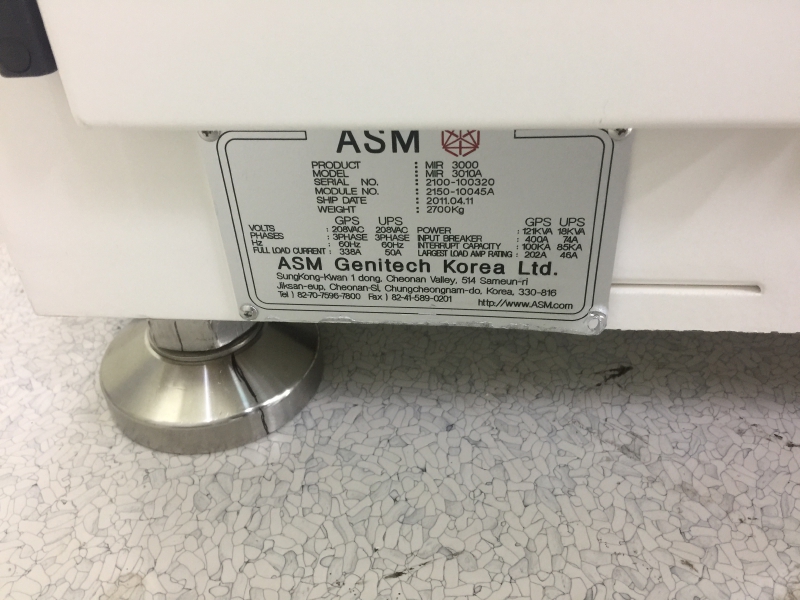 ASM
PRODUCT : MIR 3000
MODEL : MIR 3010A
SERIAL NO. : 2100-100320
MODULE NO. : 2150-10045A
SHIP DATE : 2011.04.11
WEIGHT : 2700Kg
GPS UPS GPS UPS
VOLTS : 208VAC 208VAC POWER : 121KVA 18KVA
PHASES : 3PHASE 3PHASE INPUT BREAKER : 400A 74A
Hz : 60Hz 60Hz INTERRUPT CAPACITY : 100KA 85KA
FULL LOAD CURRENT : 338A 50A LARGEST LOAD AMP RATING : 202A 46A
ASM Genitech Korea Ltd.
SungKong-Kwan 1 dong, Cheonan Valley, 514 Sameun-ri
Jiksan-eup, Cheonan-Si, Chungcheongnam-do, Korea, 330-816
Tel ) 82-70-7596-7800 Fax ) 82-41-589-0201 http://www.ASM.com